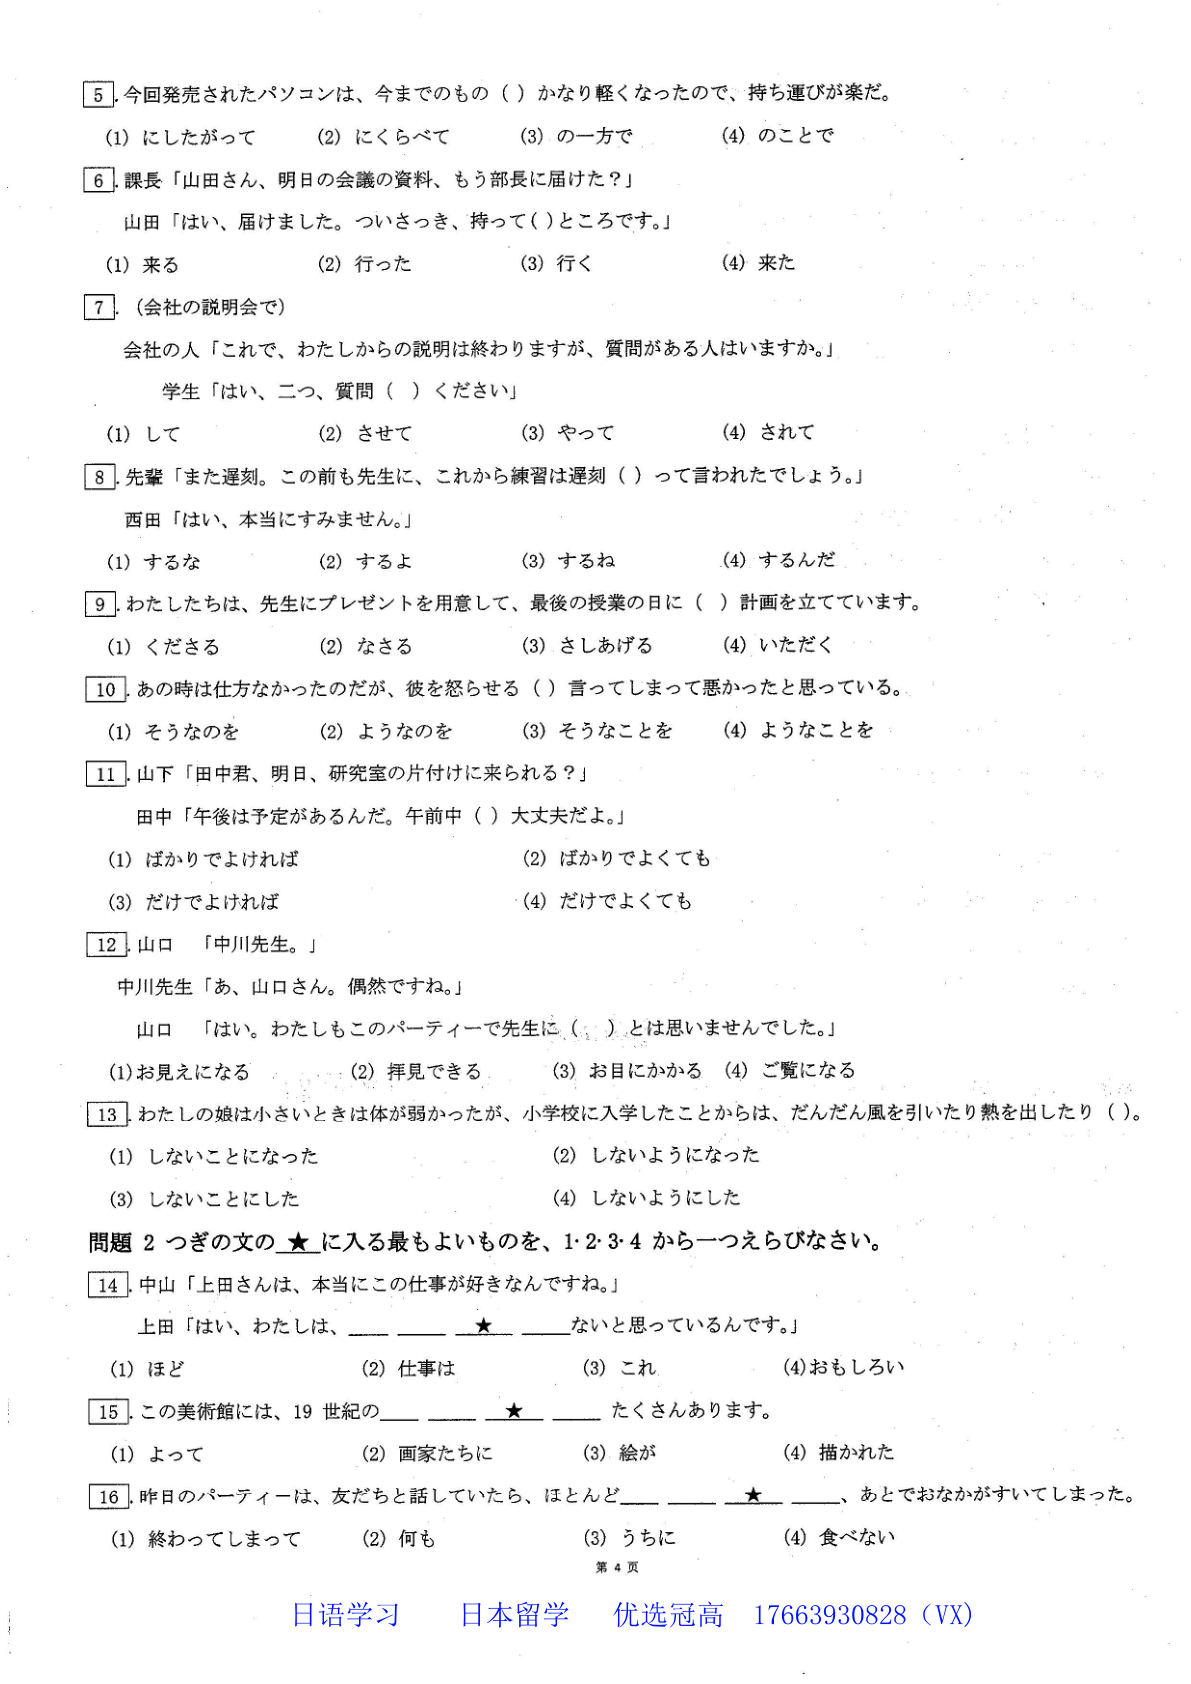 5.今回発売されたパソコンは、今までのもの（ ）かなり軽くなったので、持ち運びが楽だ。
(1) にしたがって (2) にくらべて (3) の一方で (4) のことで
6.課長「山田さん、明日の会議の資料、もう部長に届けた？」
山田「はい、届けました。ついさっき、持って( )ところです。」
(1) 来る (2) 行った (3) 行く (4) 来た
7.（会社の説明会で）
会社の人「これで、わたしからの説明は終わりますが、質問がある人はいますか。」
学生「はい、二つ、質問（ ）ください」
(1) して (2) させて (3) やって (4) されて
8.先輩「また遅刻。この前も先生に、これから練習は遅刻（ ）って言われたでしょう。」
西田「はい、本当にすみません。」
(1) するな (2) するよ (3) するね (4) するんだ
9.わたしたちは、先生にプレゼントを用意して、最後の授業の日に（ ）計画を立てています。
(1) くださる (2) なさる (3) さしあげる (4) いただく
10.あの時は仕方なかったのだが、彼を怒らせる（ ）言ってしまって悪かったと思っている。
(1) そうなのを (2) ようなのを (3) そうなことを (4) ようなことを
11.山下「田中君、明日、研究室の片付けに来られる？」
田中「午後は予定があるんだ。午前中（ ）大丈夫だよ。」
(1) ばかりでよければ (2) ばかりでよくても
(3) だけでよければ (4) だけでよくても
12.山口 「中川先生。」
中川先生「あ、山口さん。偶然ですね。」
山口 「はい。わたしもこのパーティーで先生に（ ）とは思いませんでした。」
(1)お見えになる (2) 拝見できる (3) お目にかかる (4) ご覧になる
13.わたしの娘は小さいときは体が弱かったが、小学校に入学したことからは、だんだん風を引いたり熱を出したり（ ）。
(1) しないことになった (2) しないようになった
(3) しないことにした (4) しないようにした
問題 2 つぎの文の ★ に入る最もよいものを、1・2・3・4 から一つえらびなさい。
14.中山「上田さんは、本当にこの仕事が好きなんですね。」
上田「はい、わたしは、____ ____ __★__ ____ないと思っているんです。」
(1) ほど (2) 仕事は (3) これ (4)おもしろい
15.この美術館には、19 世紀の____ ____ __★__ ____ たくさんあります。
(1) よって (2) 画家たちに (3) 絵が (4) 描かれた
16.昨日のパーティーは、友だちと話していたら、ほとんど____ ____ __★__ ____、あとでおなかがすいてしまった。
(1) 終わってしまって (2) 何も (3) うちに (4) 食べない
第 4 页
日语学习 日本留学 优选冠高 17663930828（VX）